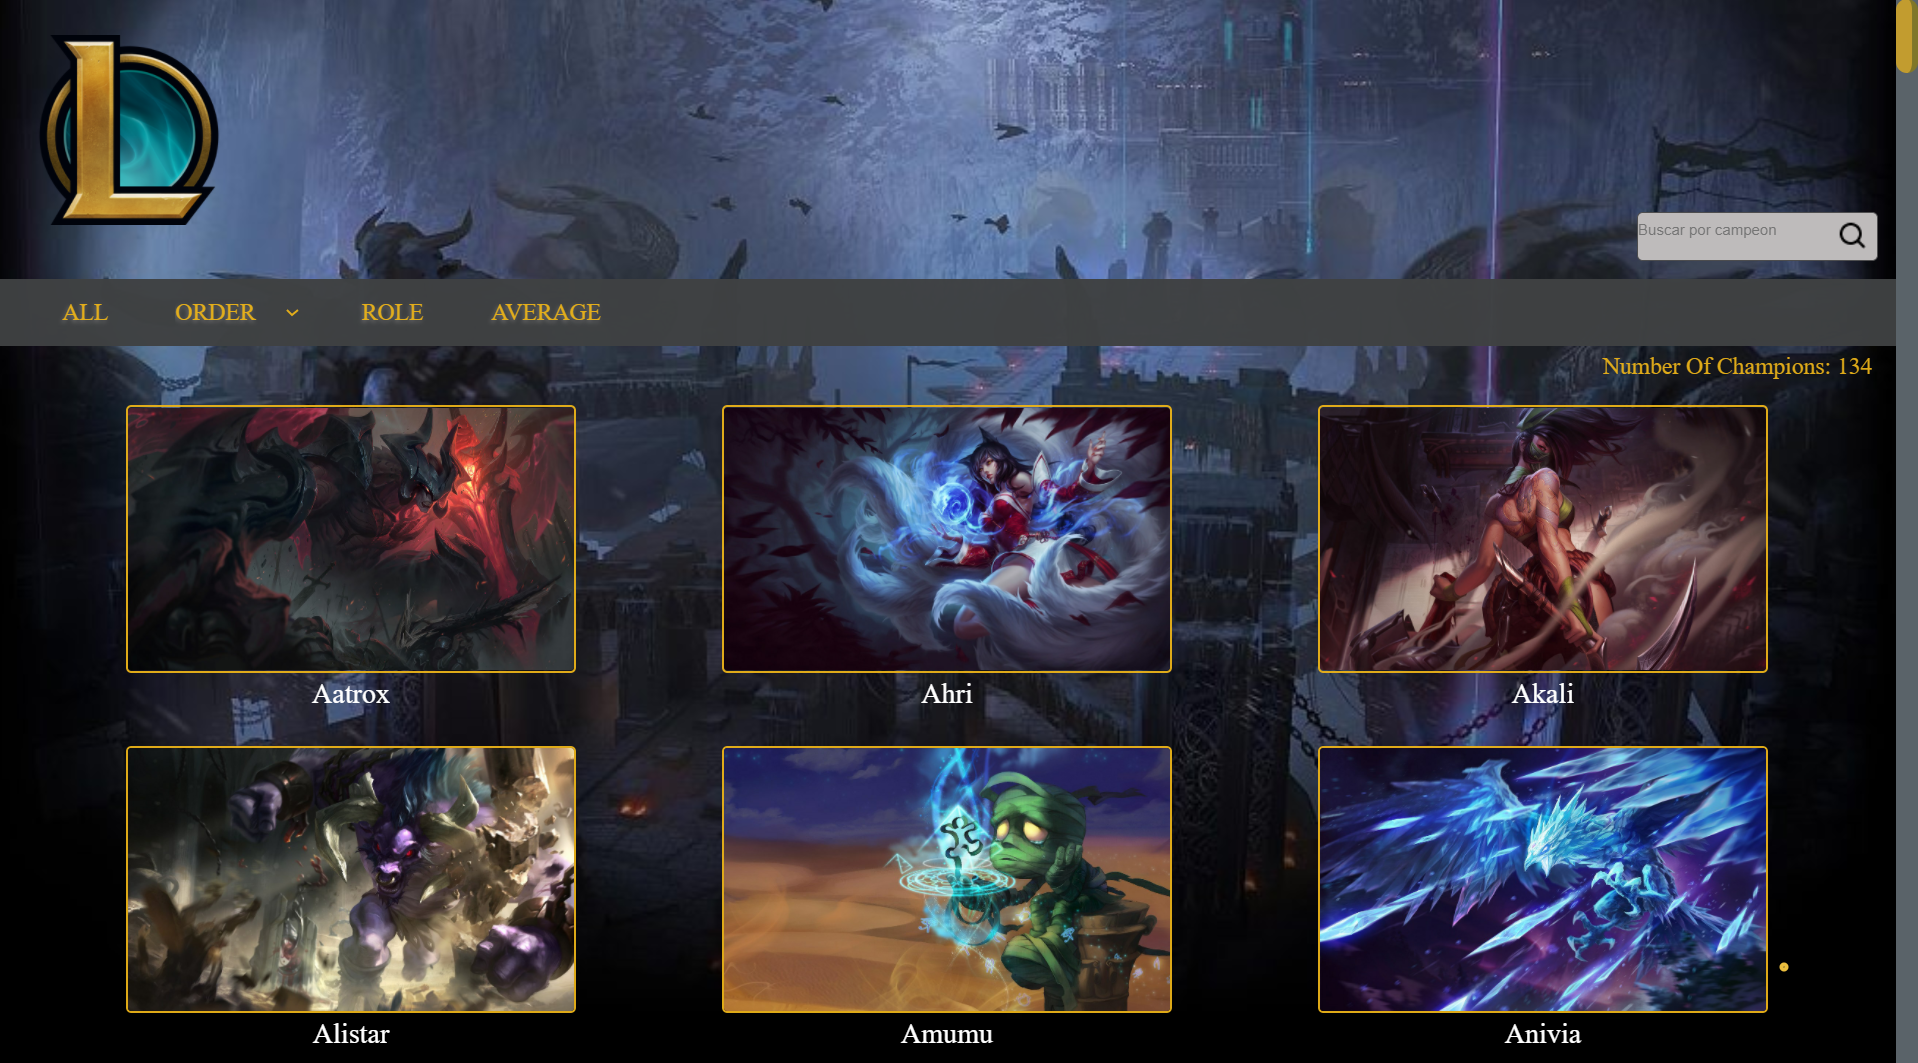 Buscar por campeon
ALL ORDER ROLE AVERAGE
Number Of Champions: 134
Aatrox Ahri Akali
Alistar Amumu Anivia